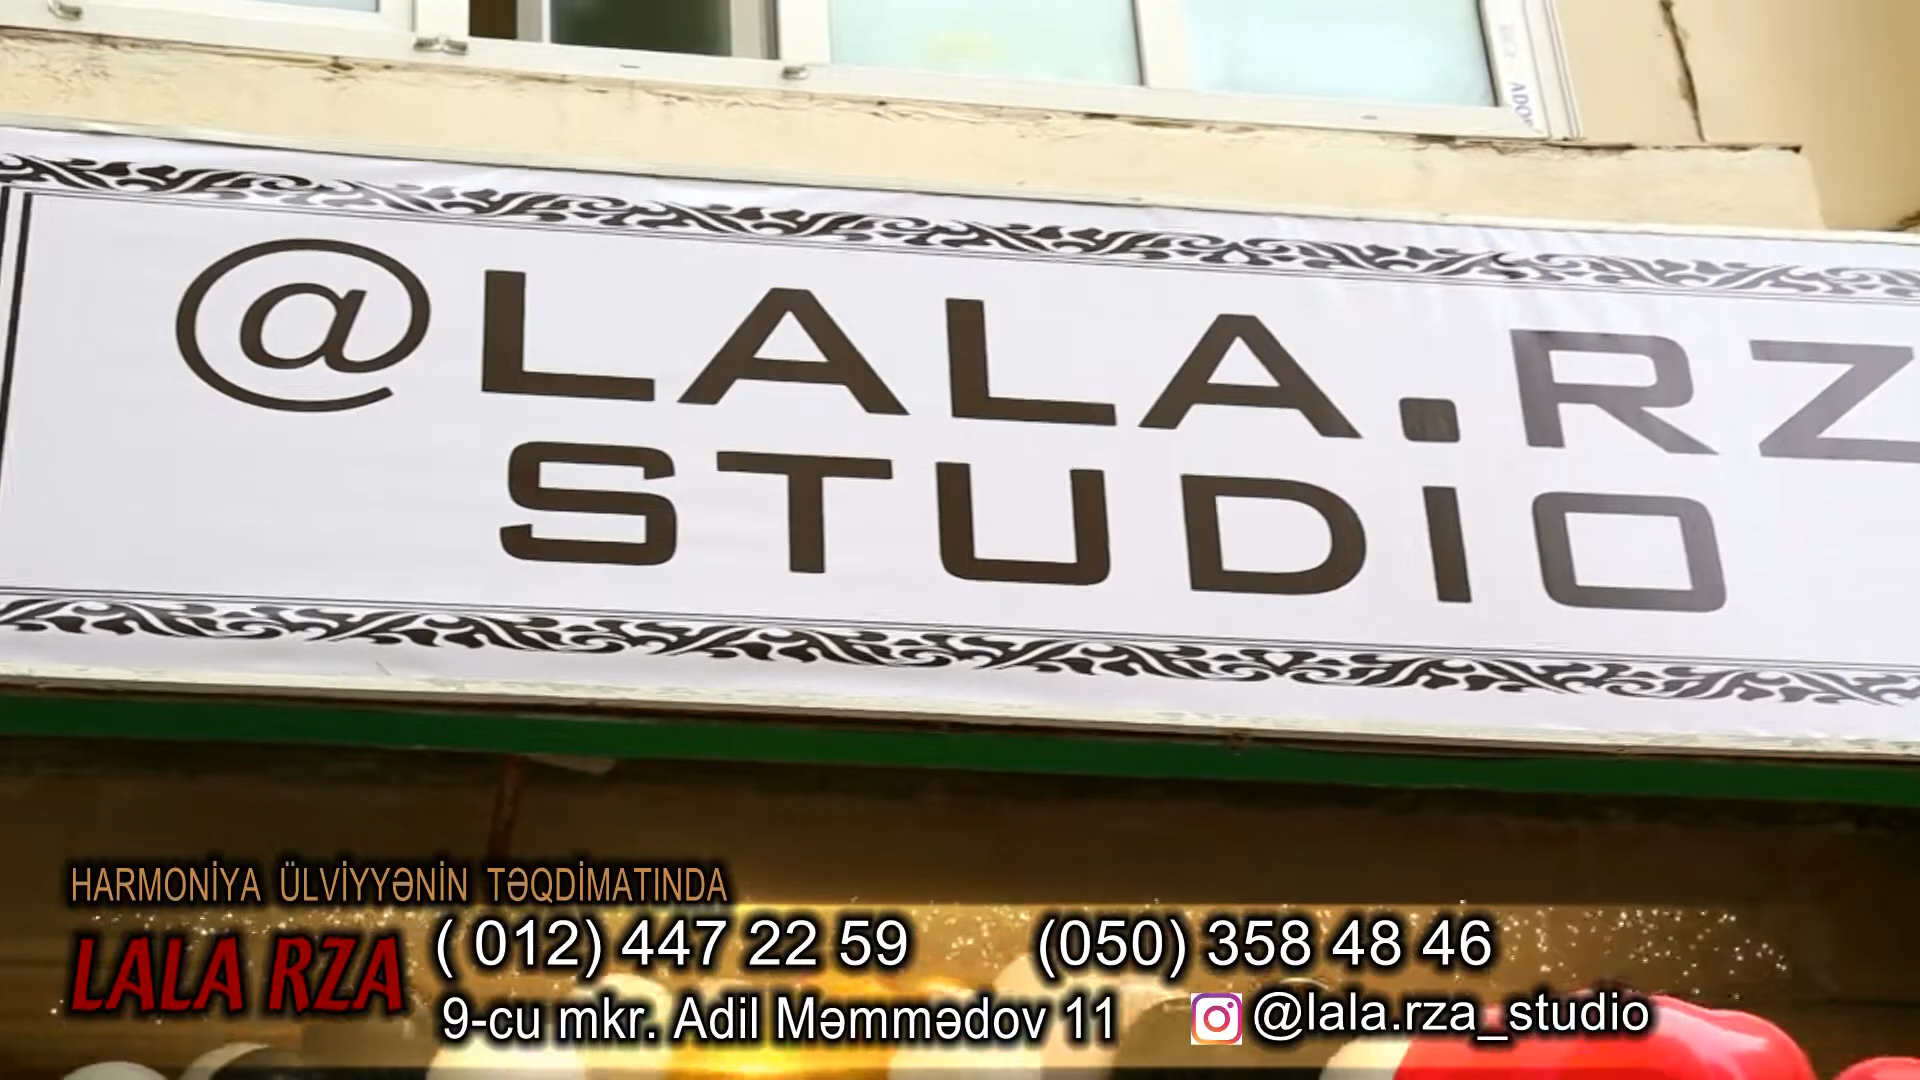 @LALA.RZ
STUDIO
HARMONİYA ÜLVİYYƏNİN TƏQDİMATINDA
LALA RZA
( 012) 447 22 59 (050) 358 48 46
9-cu mkr. Adil Məmmədov 11 @lala.rza_studio